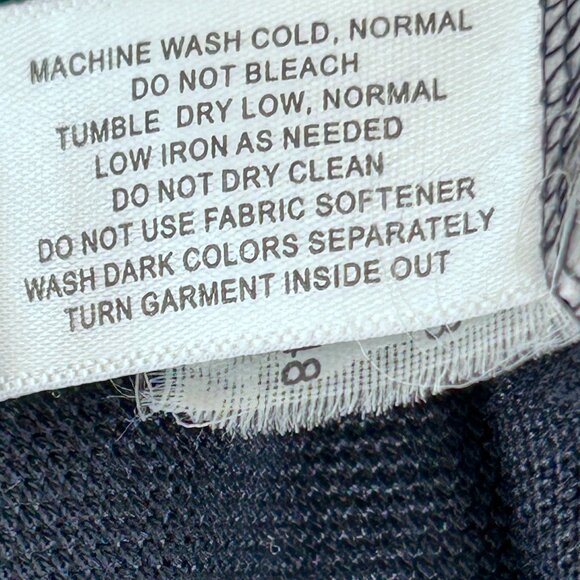 MACHINE WASH COLD, NORMAL
DO NOT BLEACH
TUMBLE DRY LOW, NORMAL
LOW IRON AS NEEDED
DO NOT DRY CLEAN
DO NOT USE FABRIC SOFTENER
WASH DARK COLORS SEPARATELY
TURN GARMENT INSIDE OUT